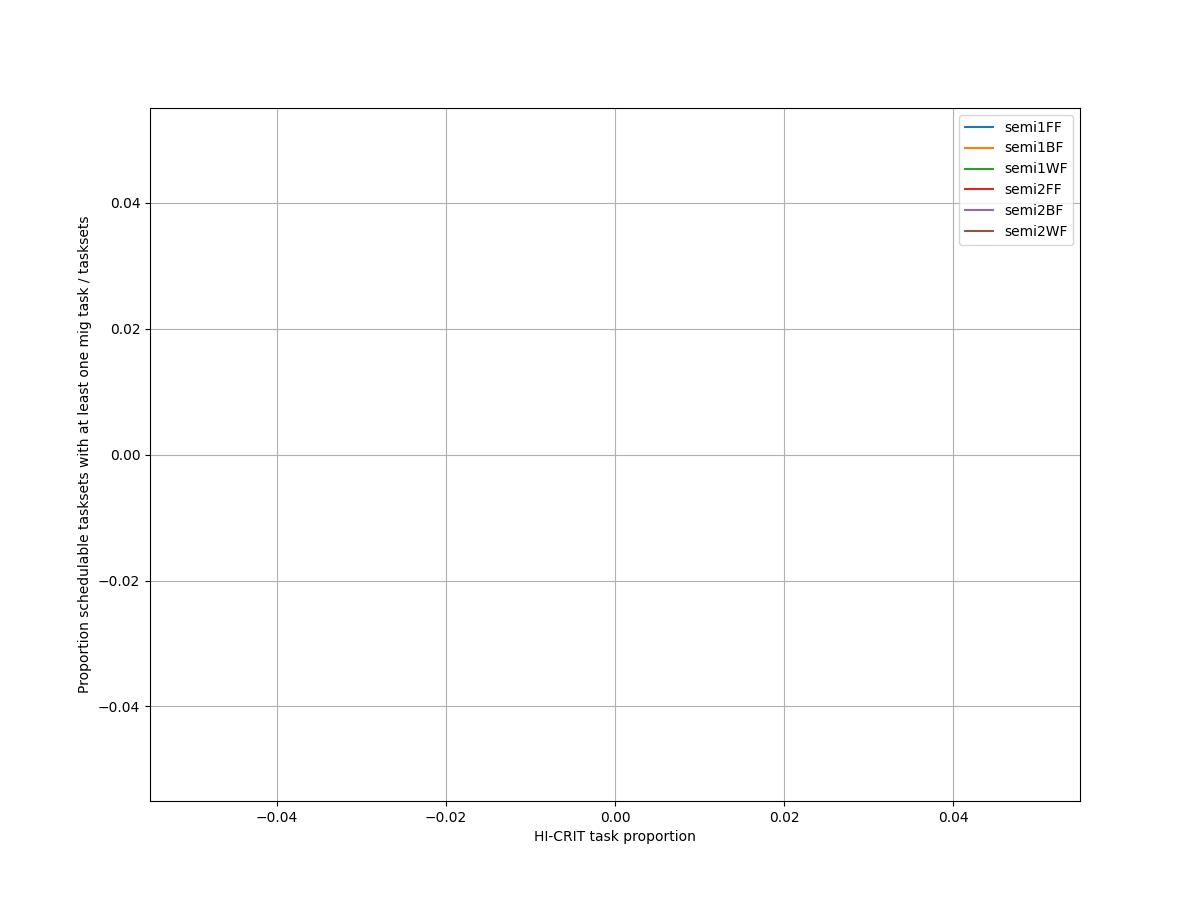 semi1FF
semi1BF
semi1WF
semi2FF
semi2BF
semi2WF
Proportion schedulable tasksets with at least one mig task / tasksets
0.04
0.02
0.00
−0.02
−0.04
−0.04
−0.02
0.00
0.02
0.04
HI-CRIT task proportion